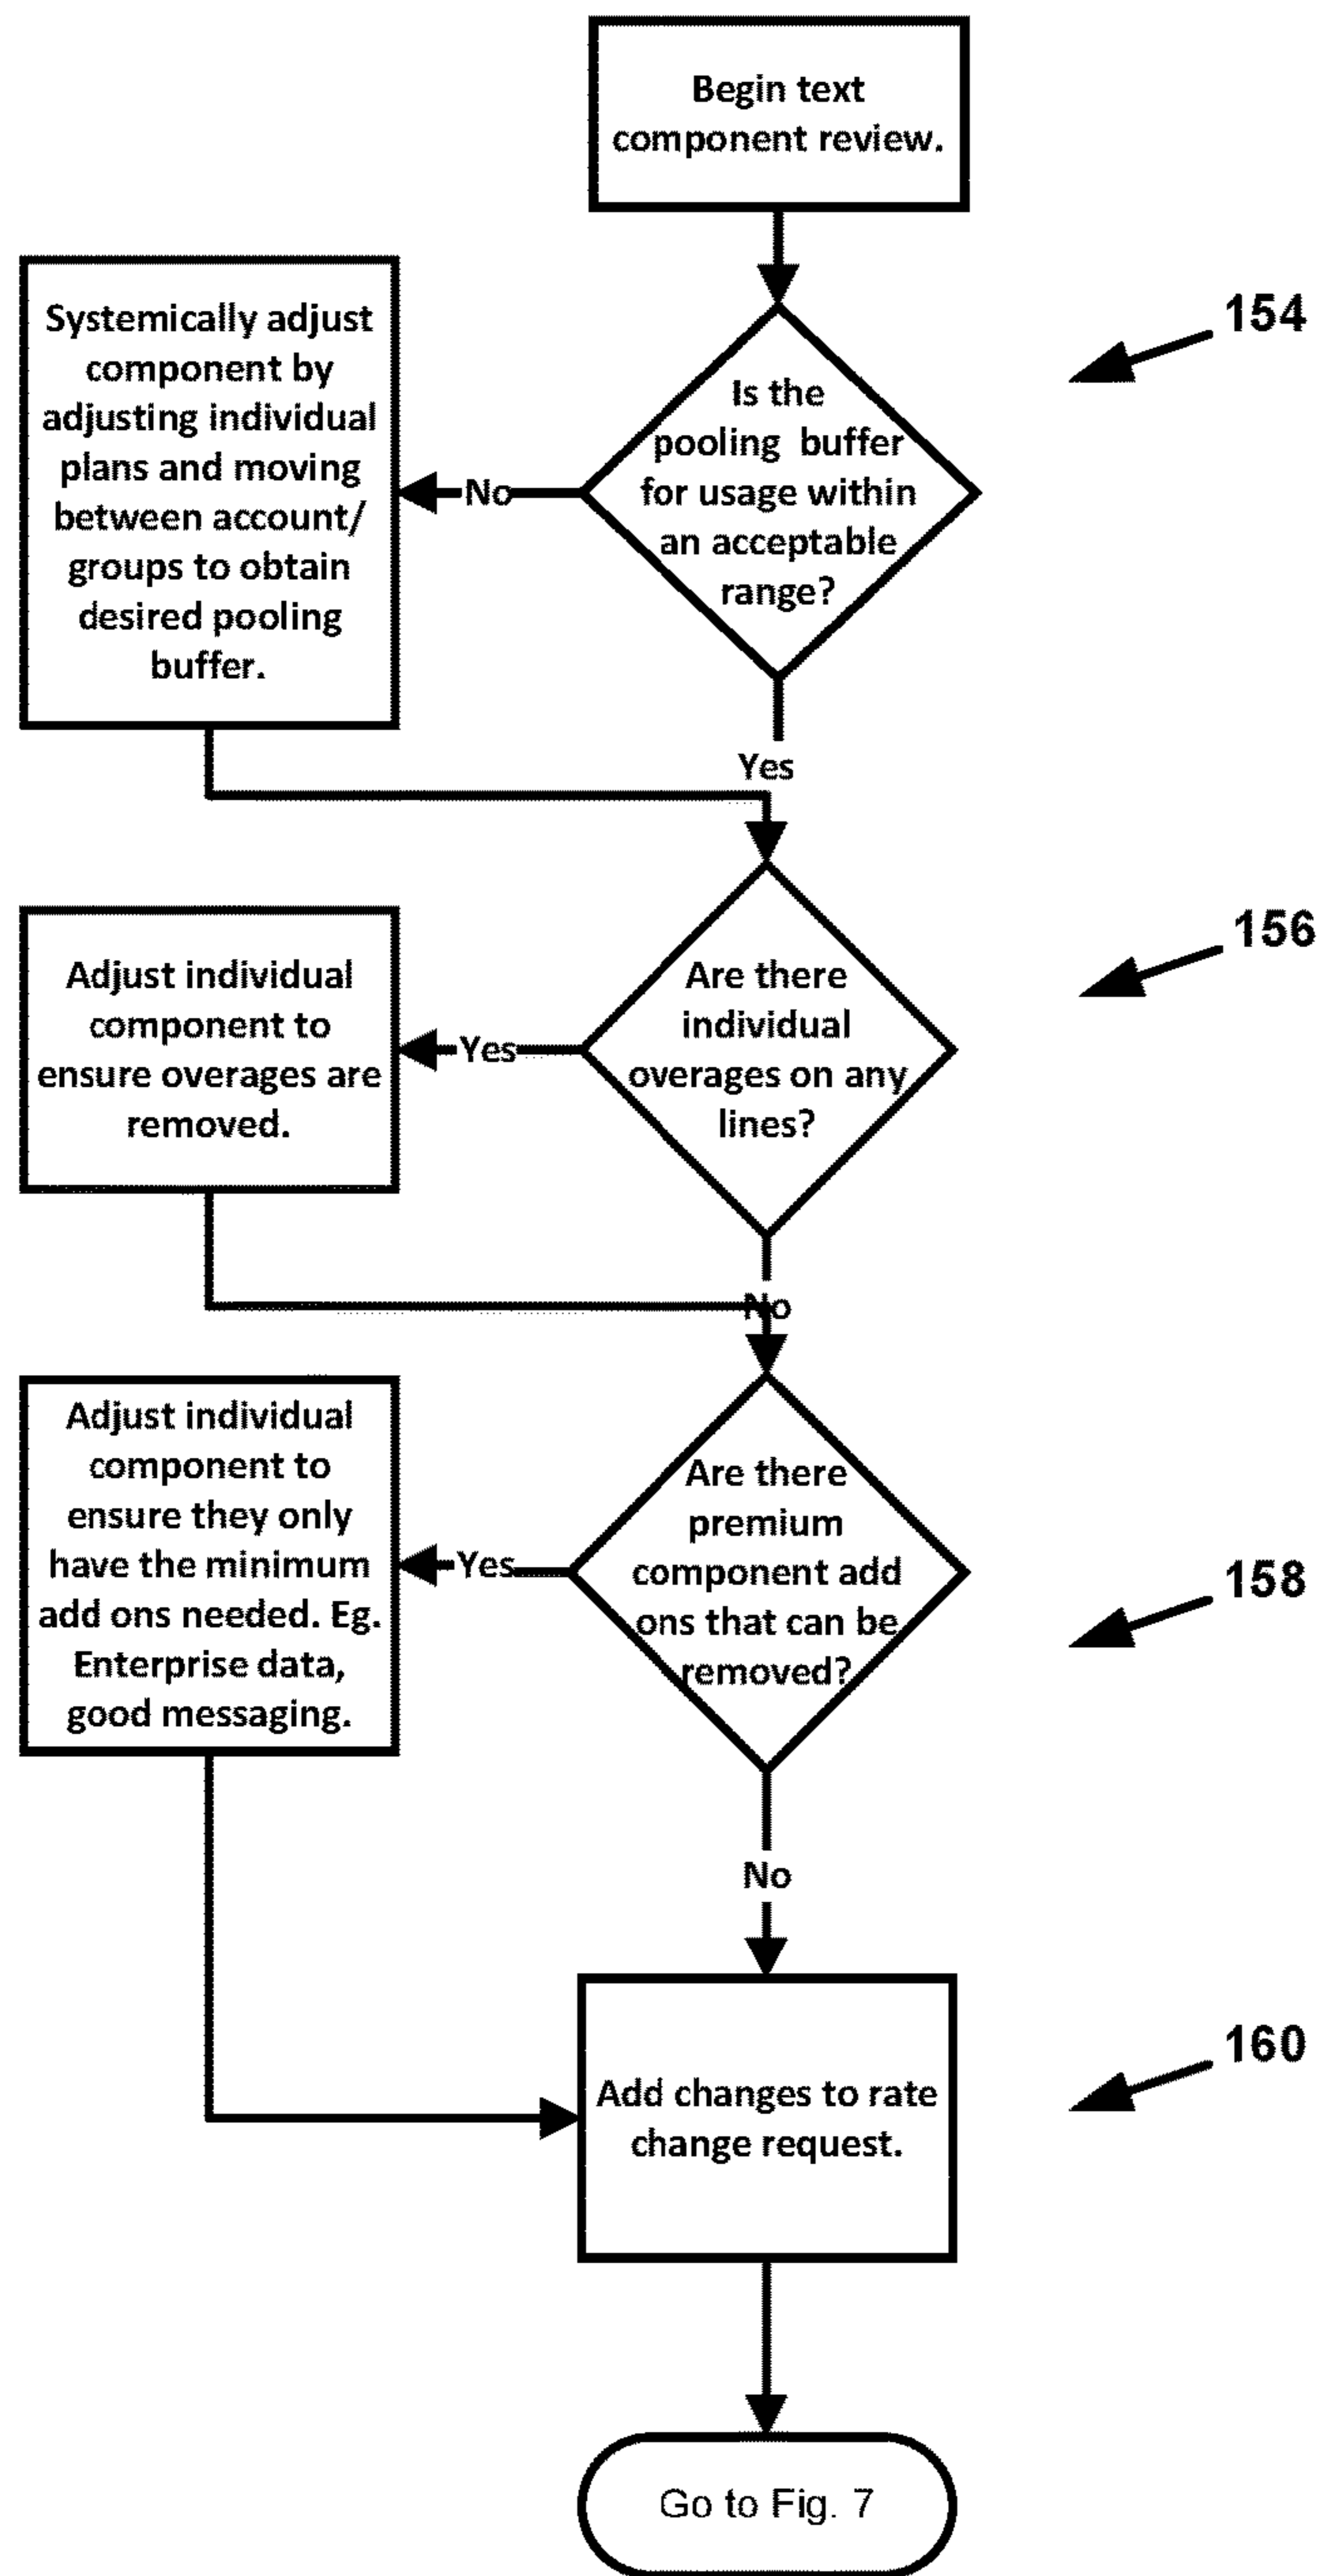 Begin text
component review.
154
Systemically adjust
component by
adjusting individual
plans and moving
between account/
groups to obtain
desired pooling
buffer.
No
Is the
pooling buffer
for usage within
an acceptable
range?
Yes
156
Adjust individual
component to
ensure overages are
removed.
Yes
Are there
individual
overages on any
lines?
No
Adjust individual
component to
ensure they only
have the minimum
add ons needed. Eg.
Enterprise data,
good messaging.
Yes
Are there
premium
component add
ons that can be
removed?
158
No
160
Add changes to rate
change request.
Go to Fig. 7